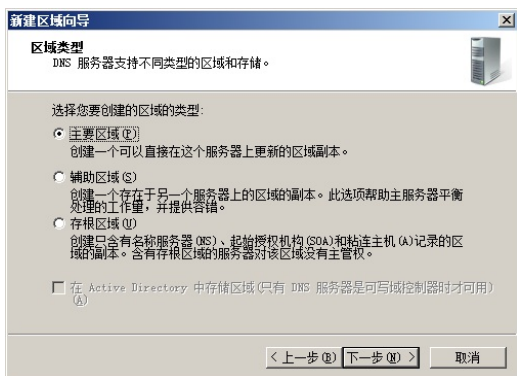 新建区域向导
区域类型
DNS 服务器支持不同类型的区域和存储。
选择您要创建的区域的类型:
主要区域(P)
创建一个可以直接在这个服务器上更新的区域副本。
辅助区域(S)
创建一个存在于另一个服务器上的区域的副本。此选项帮助主服务器平衡
处理的工作量，并提供容错。
存根区域(U)
创建只含有名称服务器(NS)、起始授权机构(SOA)和粘连主机(A)记录的区
域的副本。含有存根区域的服务器对该区域没有主管权。
在 Active Directory 中存储区域(只有 DNS 服务器是可写域控制器时才可用)
(A)
< 上一步(B) 下一步(N) > 取消